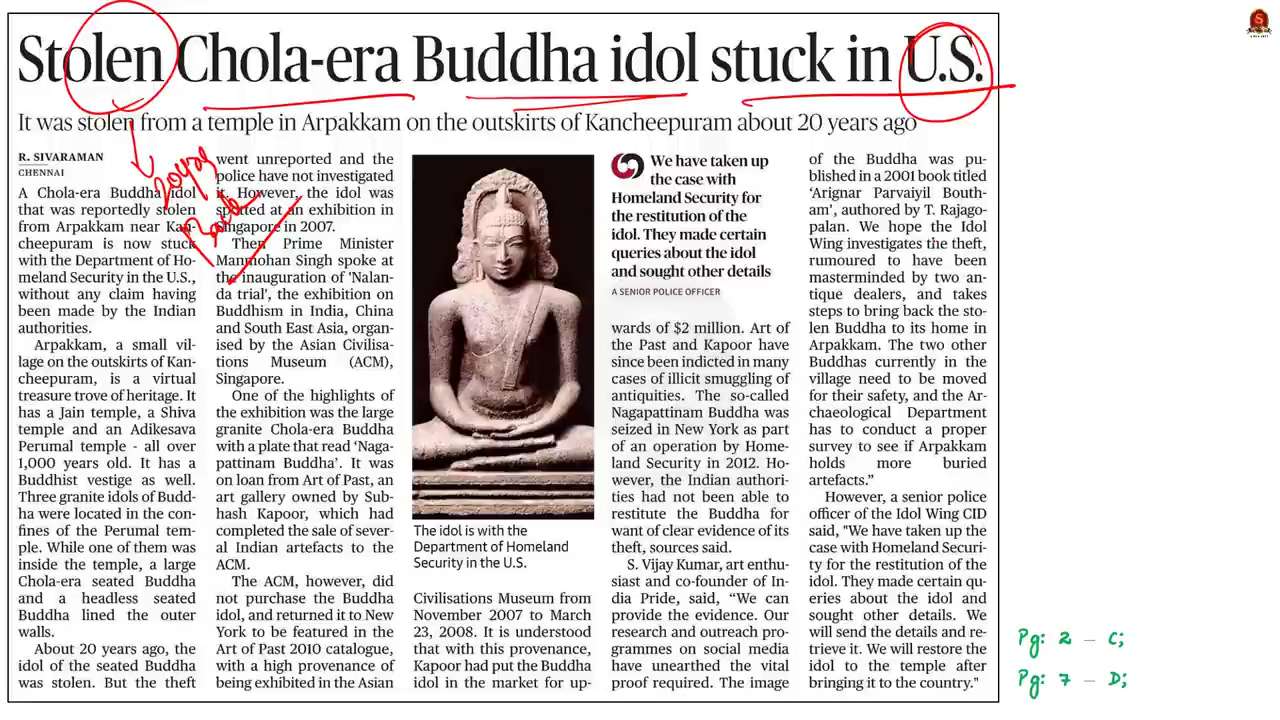 Stolen Chola-era Buddha idol stuck in U.S.
It was stolen from a temple in Arpakkam on the outskirts of Kancheepuram about 20 years ago
R. SIVARAMAN
CHENNAI
A Chola-era Buddha idol
that was reportedly stolen
from Arpakkam near Kan-
cheepuram is now stuck
with the Department of Ho-
meland Security in the U.S.,
without any claim having
been made by the Indian
authorities.
Arpakkam, a small vil-
lage on the outskirts of Kan-
cheepuram, is a virtual
treasure trove of heritage. It
has a Jain temple, a Shiva
temple and an Adikesava
Perumal temple - all over
1,000 years old. It has a
Buddhist vestige as well.
Three granite idols of Budd-
ha were located in the con-
fines of the Perumal tem-
ple. While one of them was
inside the temple, a large
Chola-era seated Buddha
and a headless seated
Buddha lined the outer
walls.
About 20 years ago, the
idol of the seated Buddha
was stolen. But the theft
went unreported and the
police have not investigated
it. However, the idol was
spotted at an exhibition in
Singapore in 2007.
Then Prime Minister
Manmohan Singh spoke at
the inauguration of 'Nalan-
da trial', the exhibition on
Buddhism in India, China
and South East Asia, organ-
ised by the Asian Civilisa-
tions Museum (ACM),
Singapore.
One of the highlights of
the exhibition was the large
granite Chola-era Buddha
with a plate that read ‘Naga-
pattinam Buddha’. It was
on loan from Art of Past, an
art gallery owned by Sub-
hash Kapoor, which had
completed the sale of sever-
al Indian artefacts to the
ACM.
The ACM, however, did
not purchase the Buddha
idol, and returned it to New
York to be featured in the
Art of Past 2010 catalogue,
with a high provenance of
being exhibited in the Asian
The idol is with the
Department of Homeland
Security in the U.S.
Civilisations Museum from
November 2007 to March
23, 2008. It is understood
that with this provenance,
Kapoor had put the Buddha
idol in the market for up-
We have taken up
the case with
Homeland Security for
the restitution of the
idol. They made certain
queries about the idol
and sought other details
A SENIOR POLICE OFFICER
wards of $2 million. Art of
the Past and Kapoor have
since been indicted in many
cases of illicit smuggling of
antiquities. The so-called
Nagapattinam Buddha was
seized in New York as part
of an operation by Home-
land Security in 2012. Ho-
wever, the Indian authori-
ties had not been able to
restitute the Buddha for
want of clear evidence of its
theft, sources said.
S. Vijay Kumar, art enthu-
siast and co-founder of In-
dia Pride, said, “We can
provide the evidence. Our
research and outreach pro-
grammes on social media
have unearthed the vital
proof required. The image
of the Buddha was pu-
blished in a 2001 book titled
‘Arignar Parvaiyil Bouth-
am’, authored by T. Rajago-
palan. We hope the Idol
Wing investigates the theft,
rumoured to have been
masterminded by two an-
tique dealers, and takes
steps to bring back the sto-
len Buddha to its home in
Arpakkam. The two other
Buddhas currently in the
village need to be moved
for their safety, and the Ar-
chaeological Department
has to conduct a proper
survey to see if Arpakkam
holds more buried
artefacts.”
However, a senior police
officer of the Idol Wing CID
said, "We have taken up the
case with Homeland Securi-
ty for the restitution of the
idol. They made certain qu-
eries about the idol and
sought other details. We
will send the details and re-
trieve it. We will restore the
idol to the temple after
bringing it to the country."
Pg: 2 - C;
Pg: 7 - D;